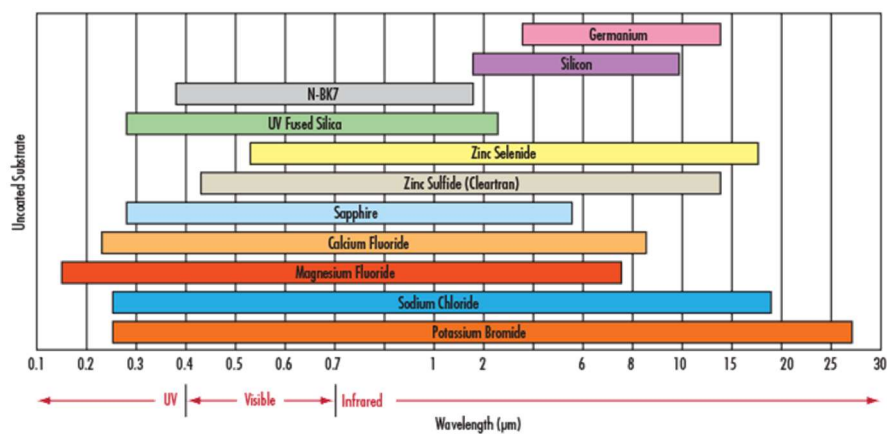 Germanium
Silicon
N-BK7
UV Fused Silica
Zinc Selenide
Zinc Sulfide (Cleartran)
Sapphire
Calcium Fluoride
Magnesium Fluoride
Sodium Chloride
Potassium Bromide
Uncoated Substrate
0.1 0.2 0.3 0.4 0.5 0.6 0.7 1 2 6 8 10 15 20 25 30
UV Visible Infrared
Wavelength (μm)